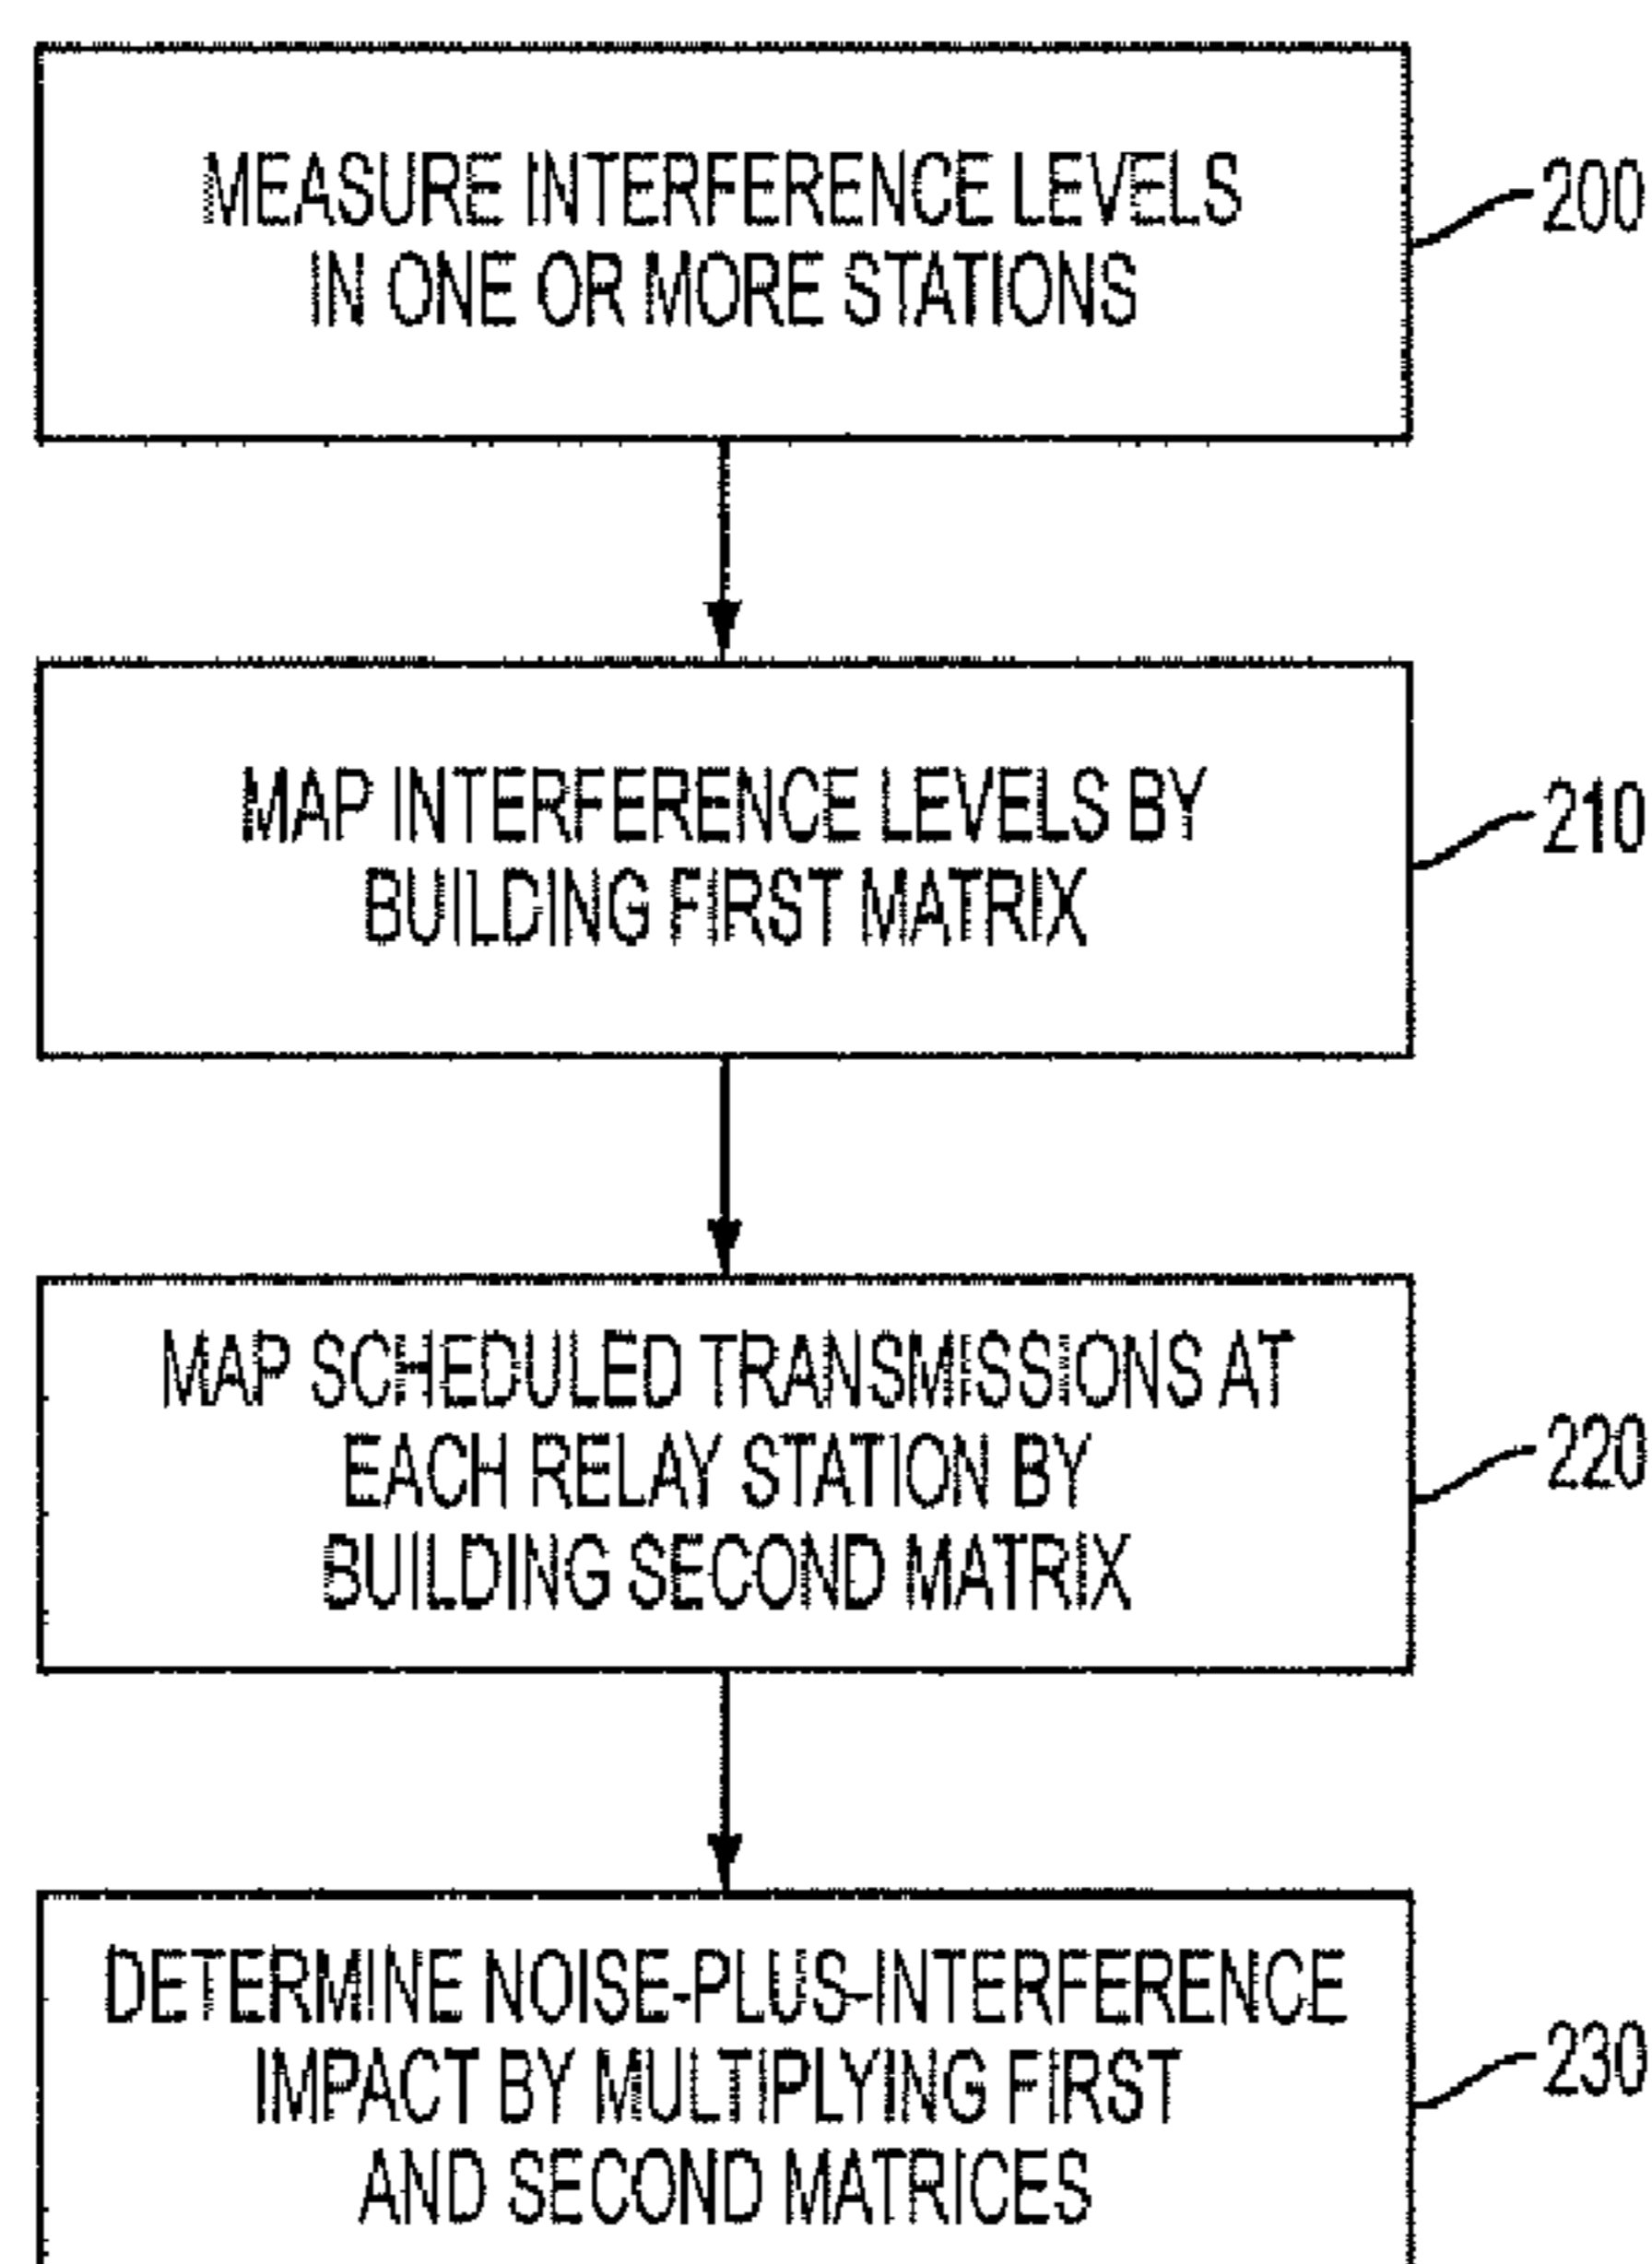 MEASURE INTERFERENCE LEVELS
IN ONE OR MORE STATIONS
200
MAP INTERFERENCE LEVELS BY
BUILDING FIRST MATRIX
210
MAP SCHEDULED TRANSMISSIONS AT
EACH RELAY STATION BY
BUILDING SECOND MATRIX
220
DETERMINE NOISE-PLUS-INTERFERENCE
IMPACT BY MULTIPLYING FIRST
AND SECOND MATRICES
230